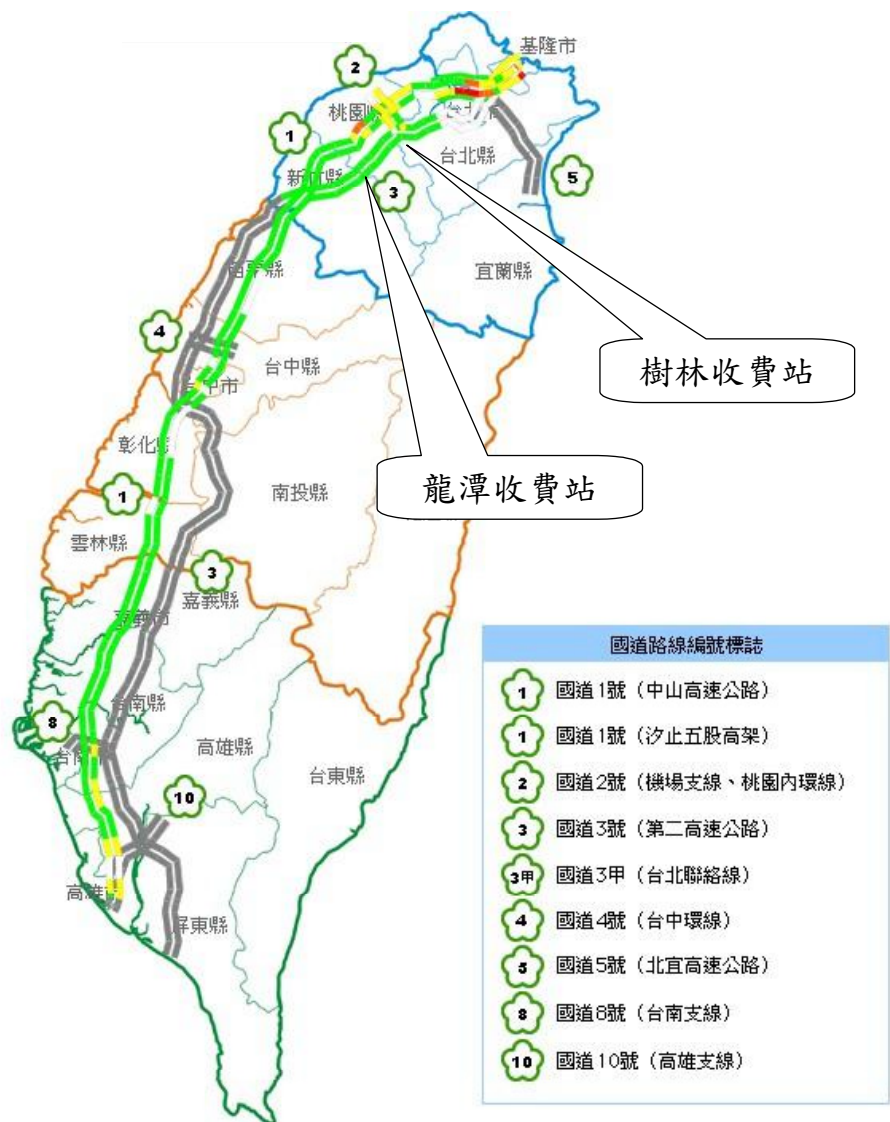 基隆市
2
桃園縣
1
台北縣
新竹縣
3
5
宜蘭縣
4
台中縣
樹林收費站
彰化縣
龍潭收費站
南投縣
1
雲林縣
3
嘉義縣
嘉義市
台南縣
8
高雄縣
台東縣
10
屏東縣
國道路線編號標誌
1 國道1號（中山高速公路）
1 國道1號（汐止五股高架）
2 國道2號（機場支線、桃園內環線）
3 國道3號（第二高速公路）
3甲 國道3甲（台北聯絡線）
4 國道4號（台中環線）
5 國道5號（北宜高速公路）
8 國道8號（台南支線）
10 國道10號（高雄支線）